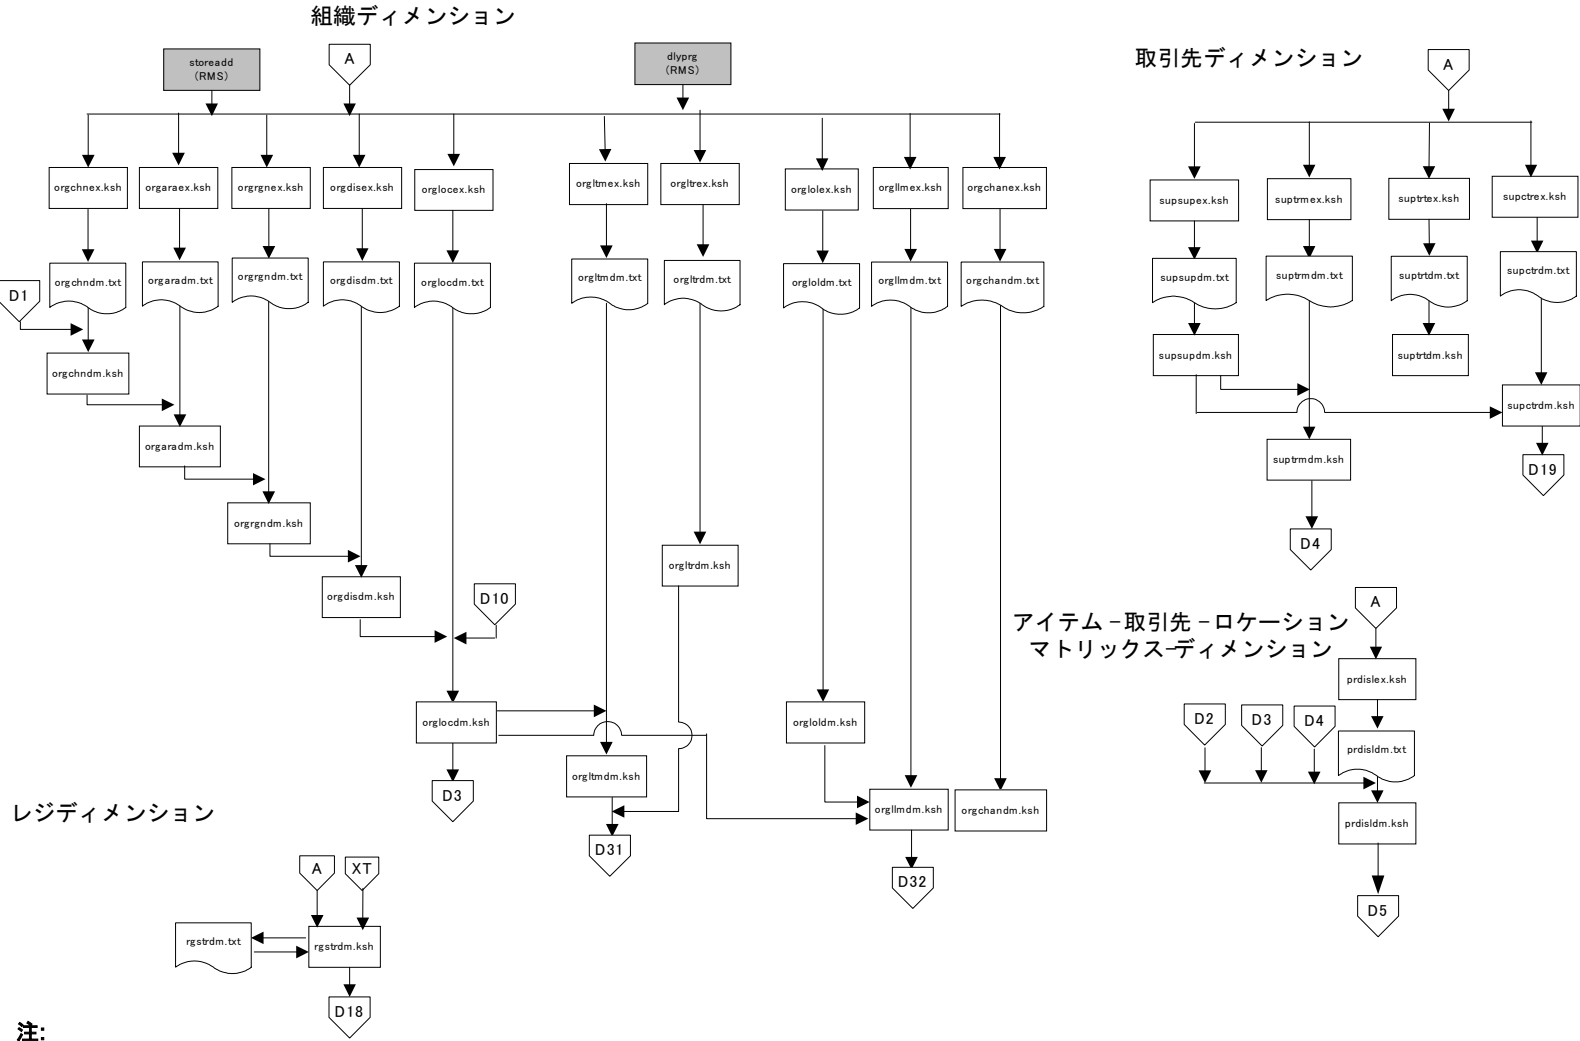 組織ディメンション
storeadd
(RMS)
A
dlyprg
(RMS)
orgchnex.ksh
orgaraex.ksh
orgrgnex.ksh
orgdisex.ksh
orglocex.ksh
orgltmex.ksh
orgltrex.ksh
orglolex.ksh
orgllmex.ksh
orgchanex.ksh
D1
orgchndm.txt
orgaradm.txt
orgrgndm.txt
orgdisdm.txt
orglocdm.txt
orgltmdm.txt
orgltrdm.txt
orgloldm.txt
orgllmdm.txt
orgchandm.txt
orgchndm.ksh
orgaradm.ksh
orgrgndm.ksh
orgltrdm.ksh
orgdisdm.ksh
D10
orglocdm.ksh
orgloldm.ksh
orgltmdm.ksh
D3
orgllmdm.ksh
orgchandm.ksh
D31
D32
取引先ディメンション
A
supsupex.ksh
suptrmex.ksh
suptrtex.ksh
supctrex.ksh
supsupdm.txt
suptrmdm.txt
suptrtdm.txt
supctrdm.txt
supsupdm.ksh
suptrtdm.ksh
supctrdm.ksh
suptrmdm.ksh
D19
D4
アイテム－取引先－ロケーション
マトリックス-ディメンション
A
prdislex.ksh
D2
D3
D4
prdisldm.txt
prdisldm.ksh
D5
レジディメンション
A
XT
rgstrdm.txt
rgstrdm.ksh
D18
注: